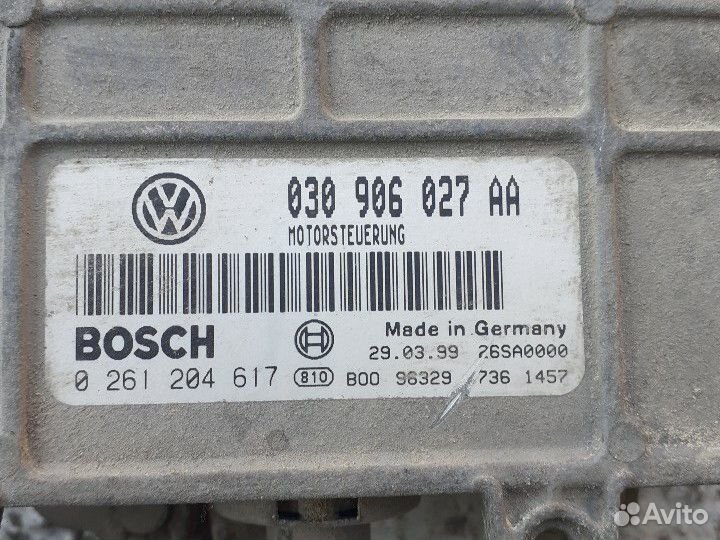 030 906 027 AA
MOTORSTEUERUNG
BOSCH
Made in Germany
29.03.99 26SA0000
0 261 204 617 810 B00 96329 736 1457
Avito